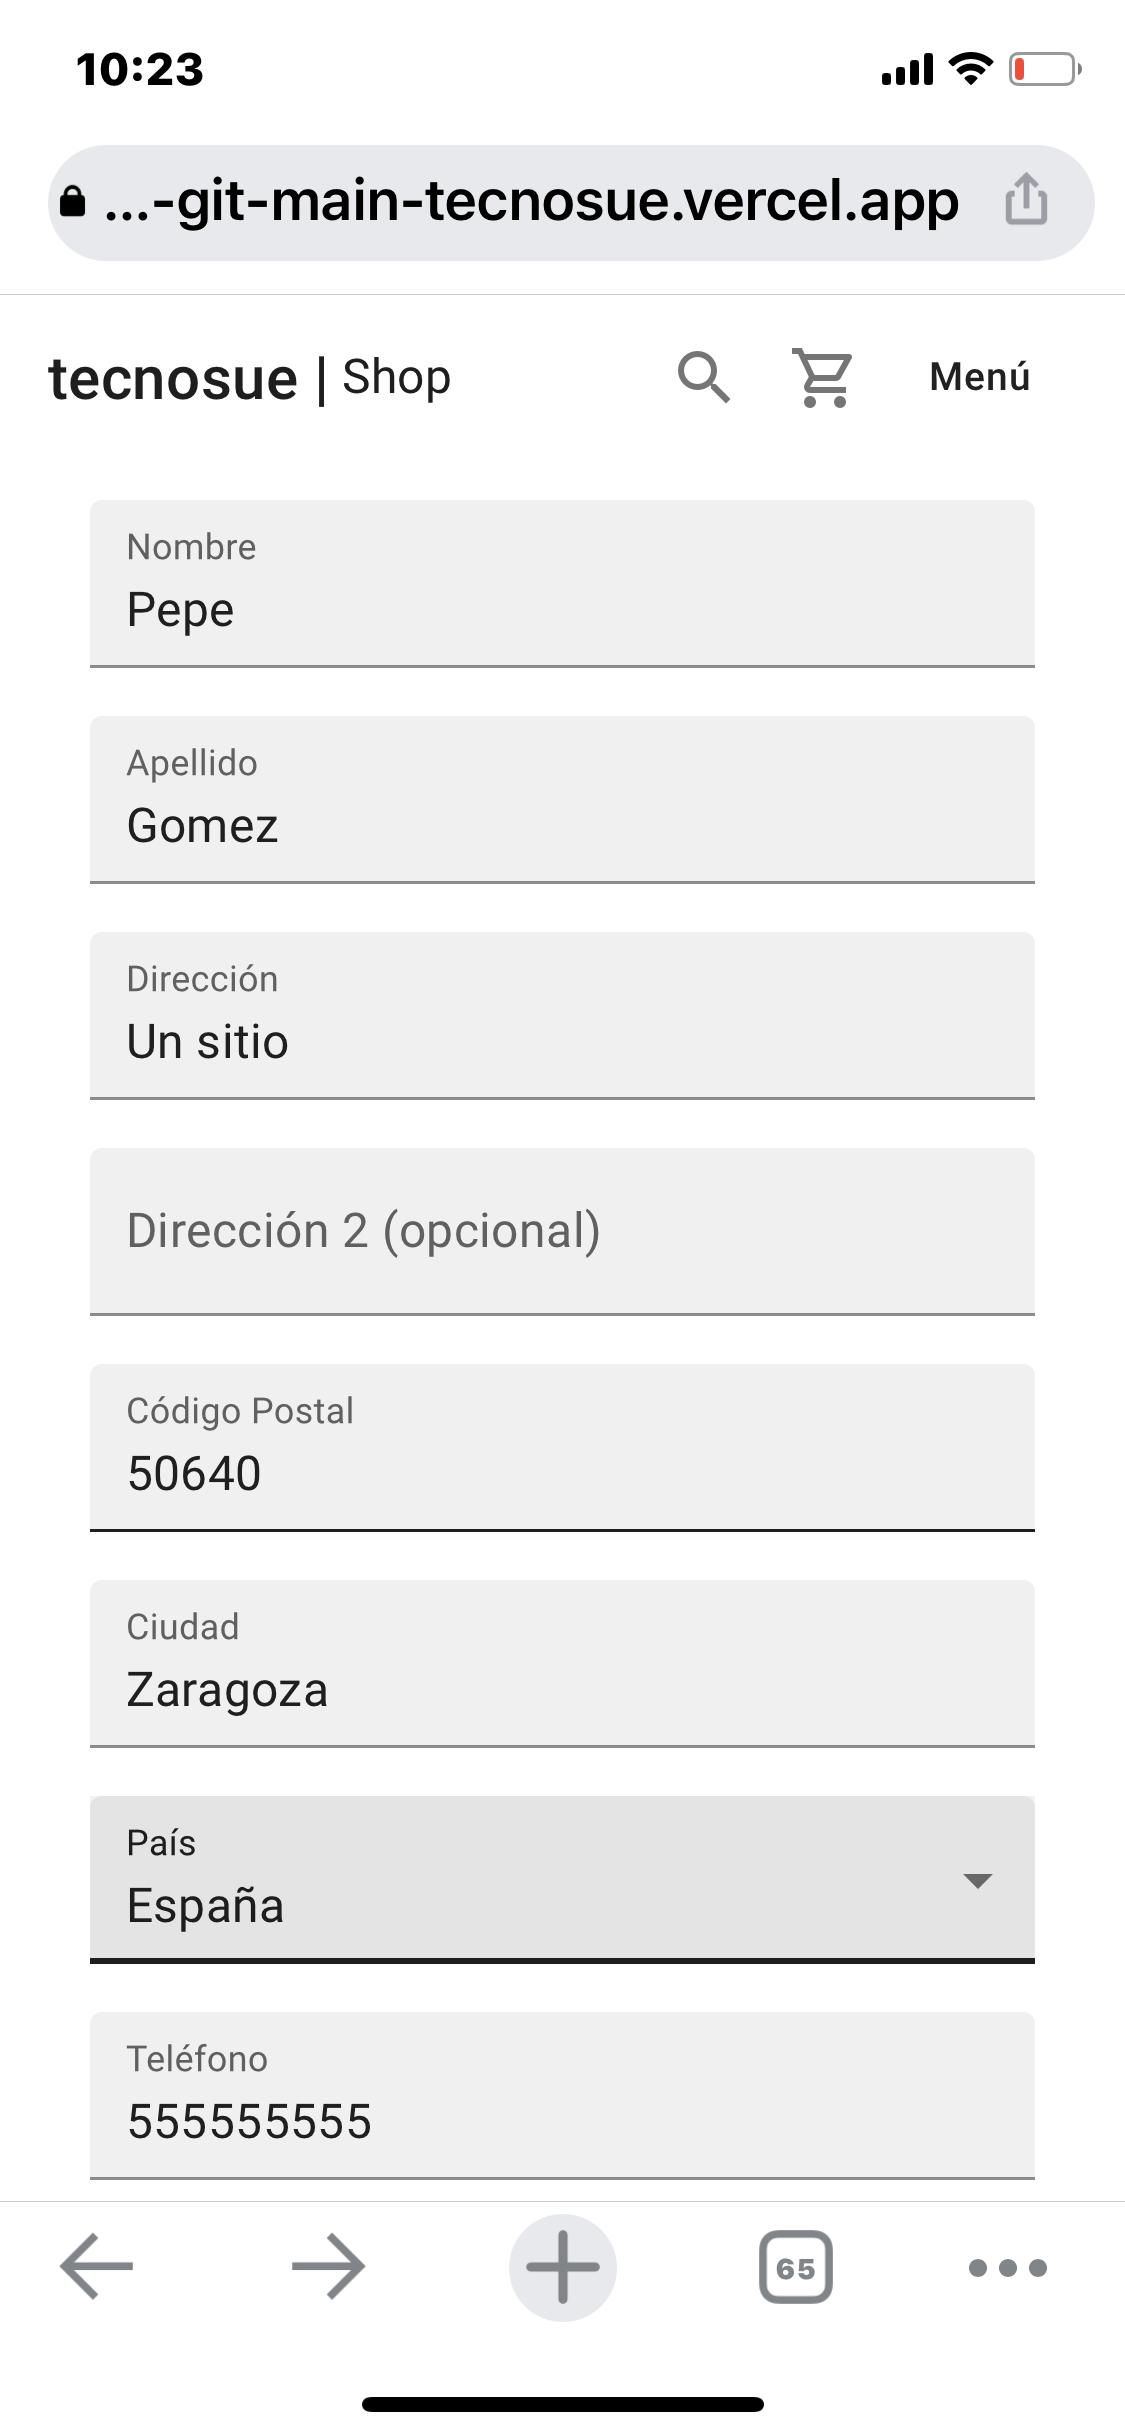 10:23
...-git-main-tecnosue.vercel.app
tecnosue | Shop
Menú
Nombre
Pepe
Apellido
Gomez
Dirección
Un sitio
Dirección 2 (opcional)
Código Postal
50640
Ciudad
Zaragoza
País
España
Teléfono
555555555
65